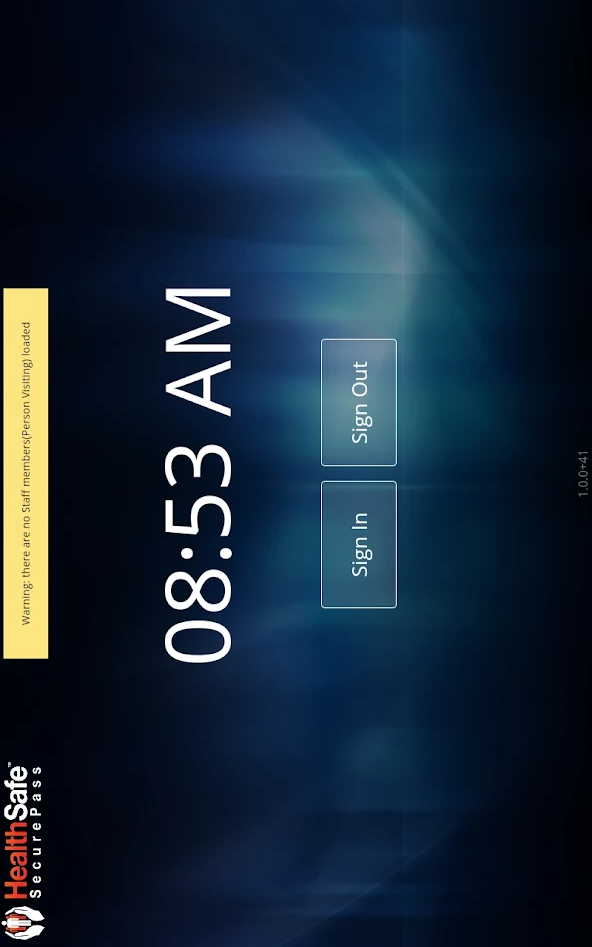 HealthSafe™
SecurePass
Warning: there are no Staff members(Person Visiting) loaded
08:53 AM
Sign In
Sign Out
1.0.0+41